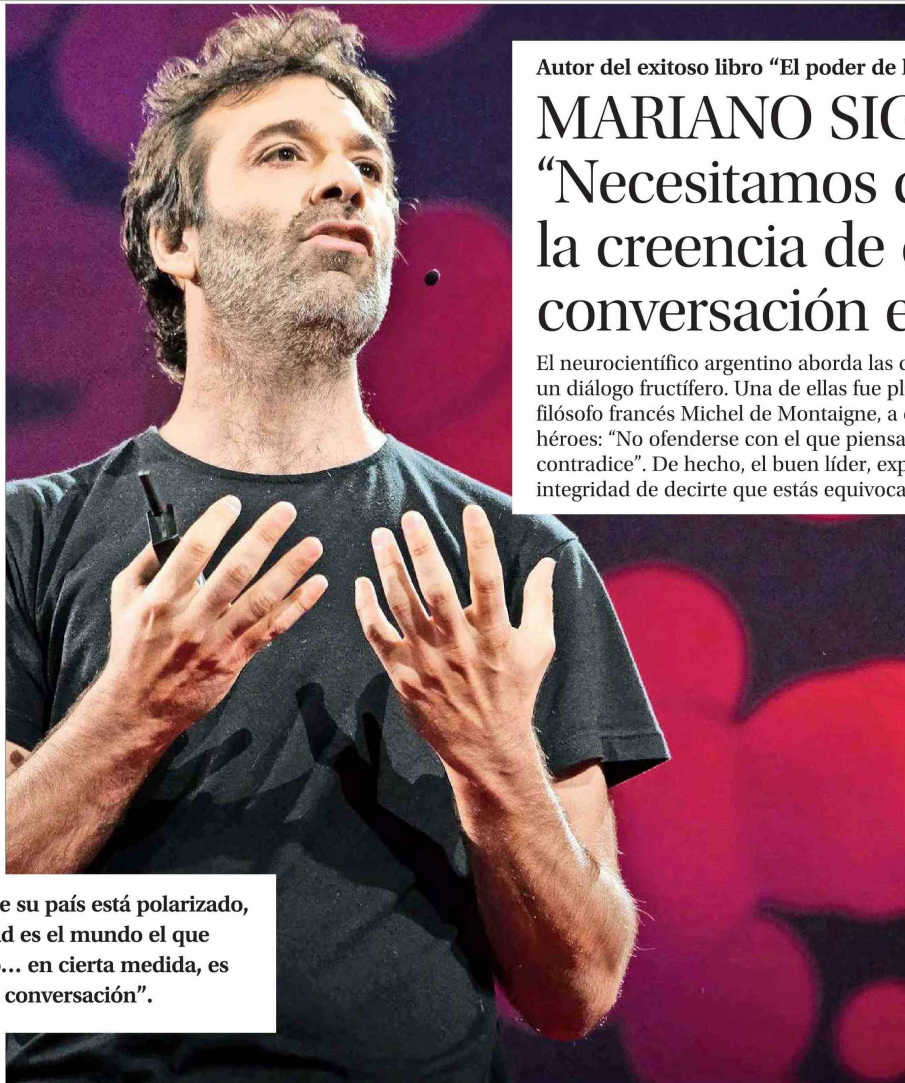 Autor del exitoso libro “El poder de l
MARIANO SIG
“Necesitamos
la creencia de
conversación e
El neurocientífico argentino aborda las
un diálogo fructífero. Una de ellas fue pl
filósofo francés Michel de Montaigne, a
héroes: “No ofenderse con el que piensa
contradice”. De hecho, el buen líder, exp
integridad de decirte que estás equivoca
e su país está polarizado,
d es el mundo el que
... en cierta medida, es
conversación”.